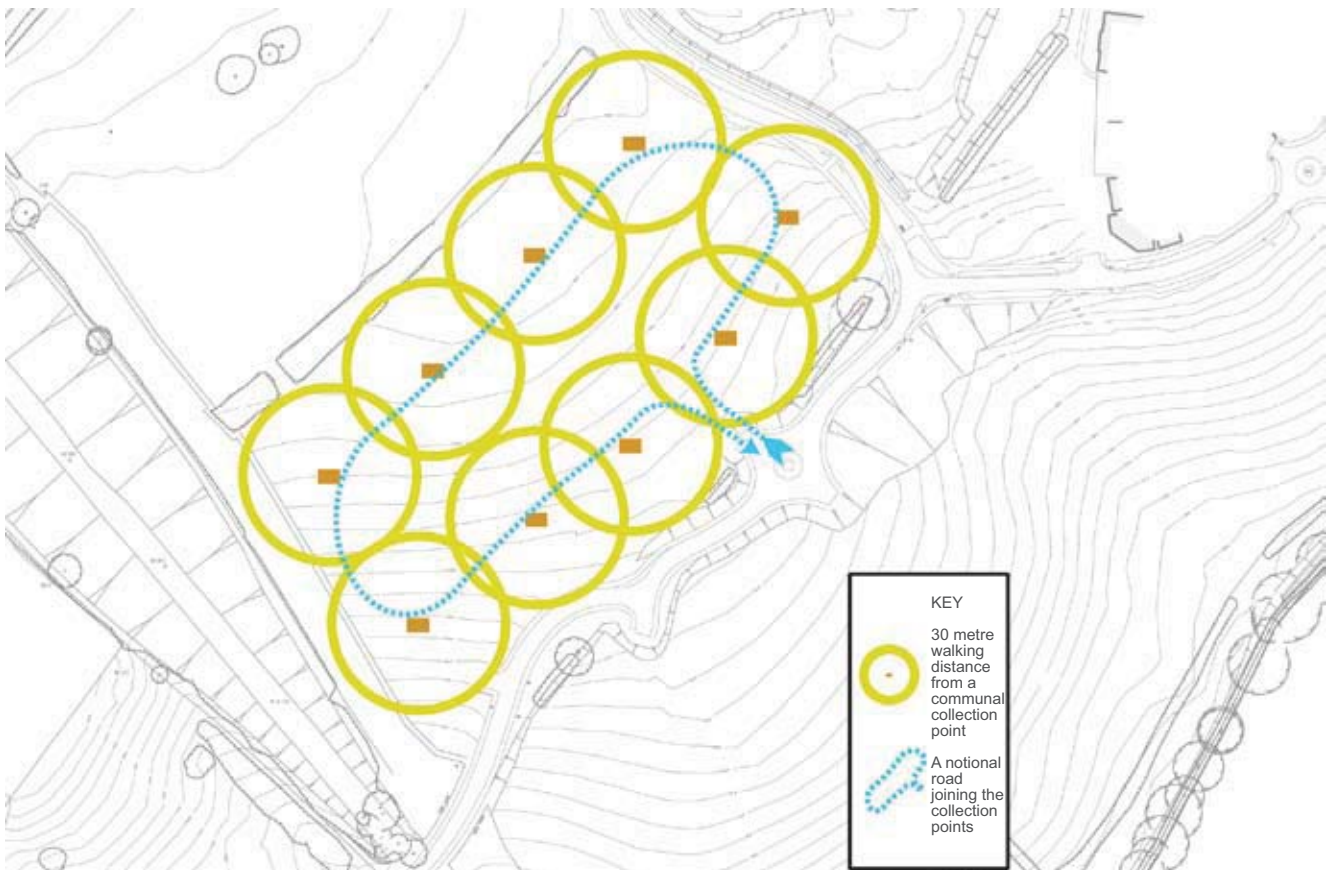 KEY
30 metre
walking
distance
from a
communal
collection
point
A notional
road
joining the
collection
points